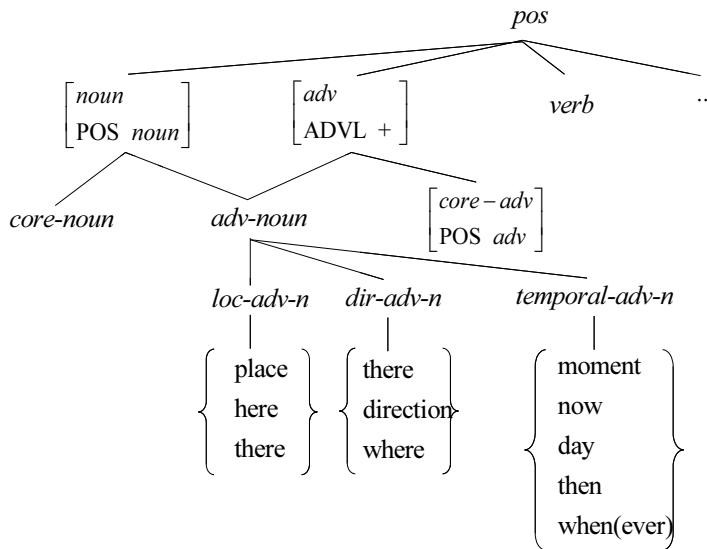 pos
noun
POS noun
adv
ADVL +
verb
..
core-noun
adv-noun
core – adv
POS adv
loc-adv-n
dir-adv-n
temporal-adv-n
place
here
there
there
direction
where
moment
now
day
then
when(ever)